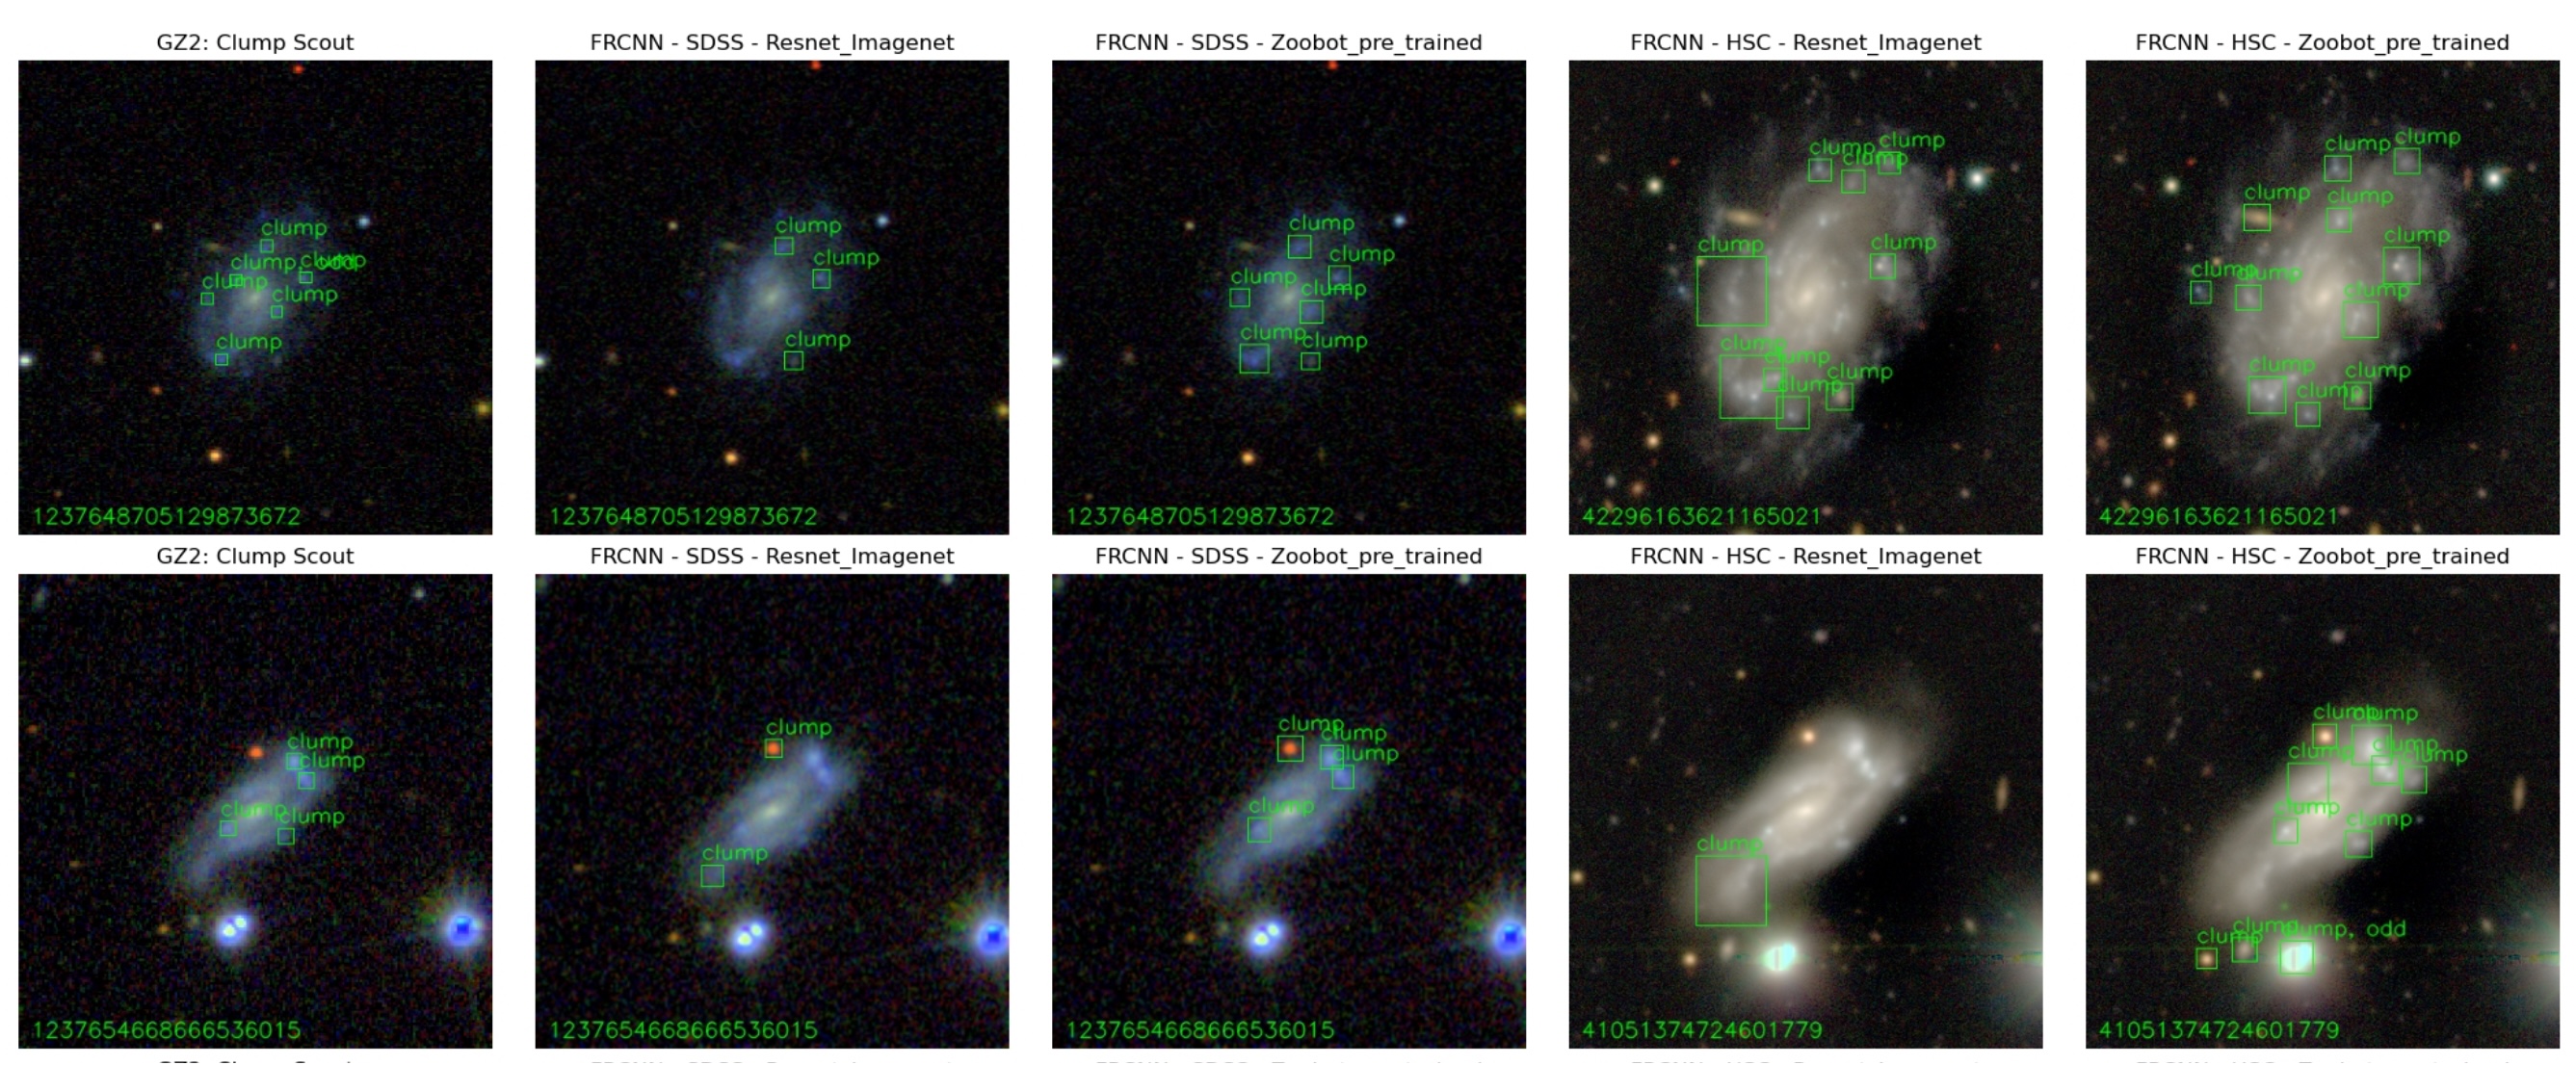 GZ2: Clump Scout
FRCNN - SDSS - Resnet_Imagenet
FRCNN - SDSS - Zoobot_pre_trained
FRCNN - HSC - Resnet_Imagenet
FRCNN - HSC - Zoobot_pre_trained
clump
clump, odd
clump
clump
clump
clump
1237648705129873672
clump
clump
clump
1237648705129873672
clump
clump
clump
clump
clump
clump
1237648705129873672
clump
clump
clump
clump
clump
clump
clump
clump
clump
42296163621165021
clump
clump
clump
clump
clump
clump
clump
clump
clump
clump
clump
42296163621165021
GZ2: Clump Scout
FRCNN - SDSS - Resnet_Imagenet
FRCNN - SDSS - Zoobot_pre_trained
FRCNN - HSC - Resnet_Imagenet
FRCNN - HSC - Zoobot_pre_trained
clump
clump
clump
clump
1237654668666536015
clump
clump
1237654668666536015
clump
clump
clump
clump
1237654668666536015
clump
41051374724601779
clump
clump
clump
clump
clump
clump
clump
clump
clump
clump, odd
41051374724601779